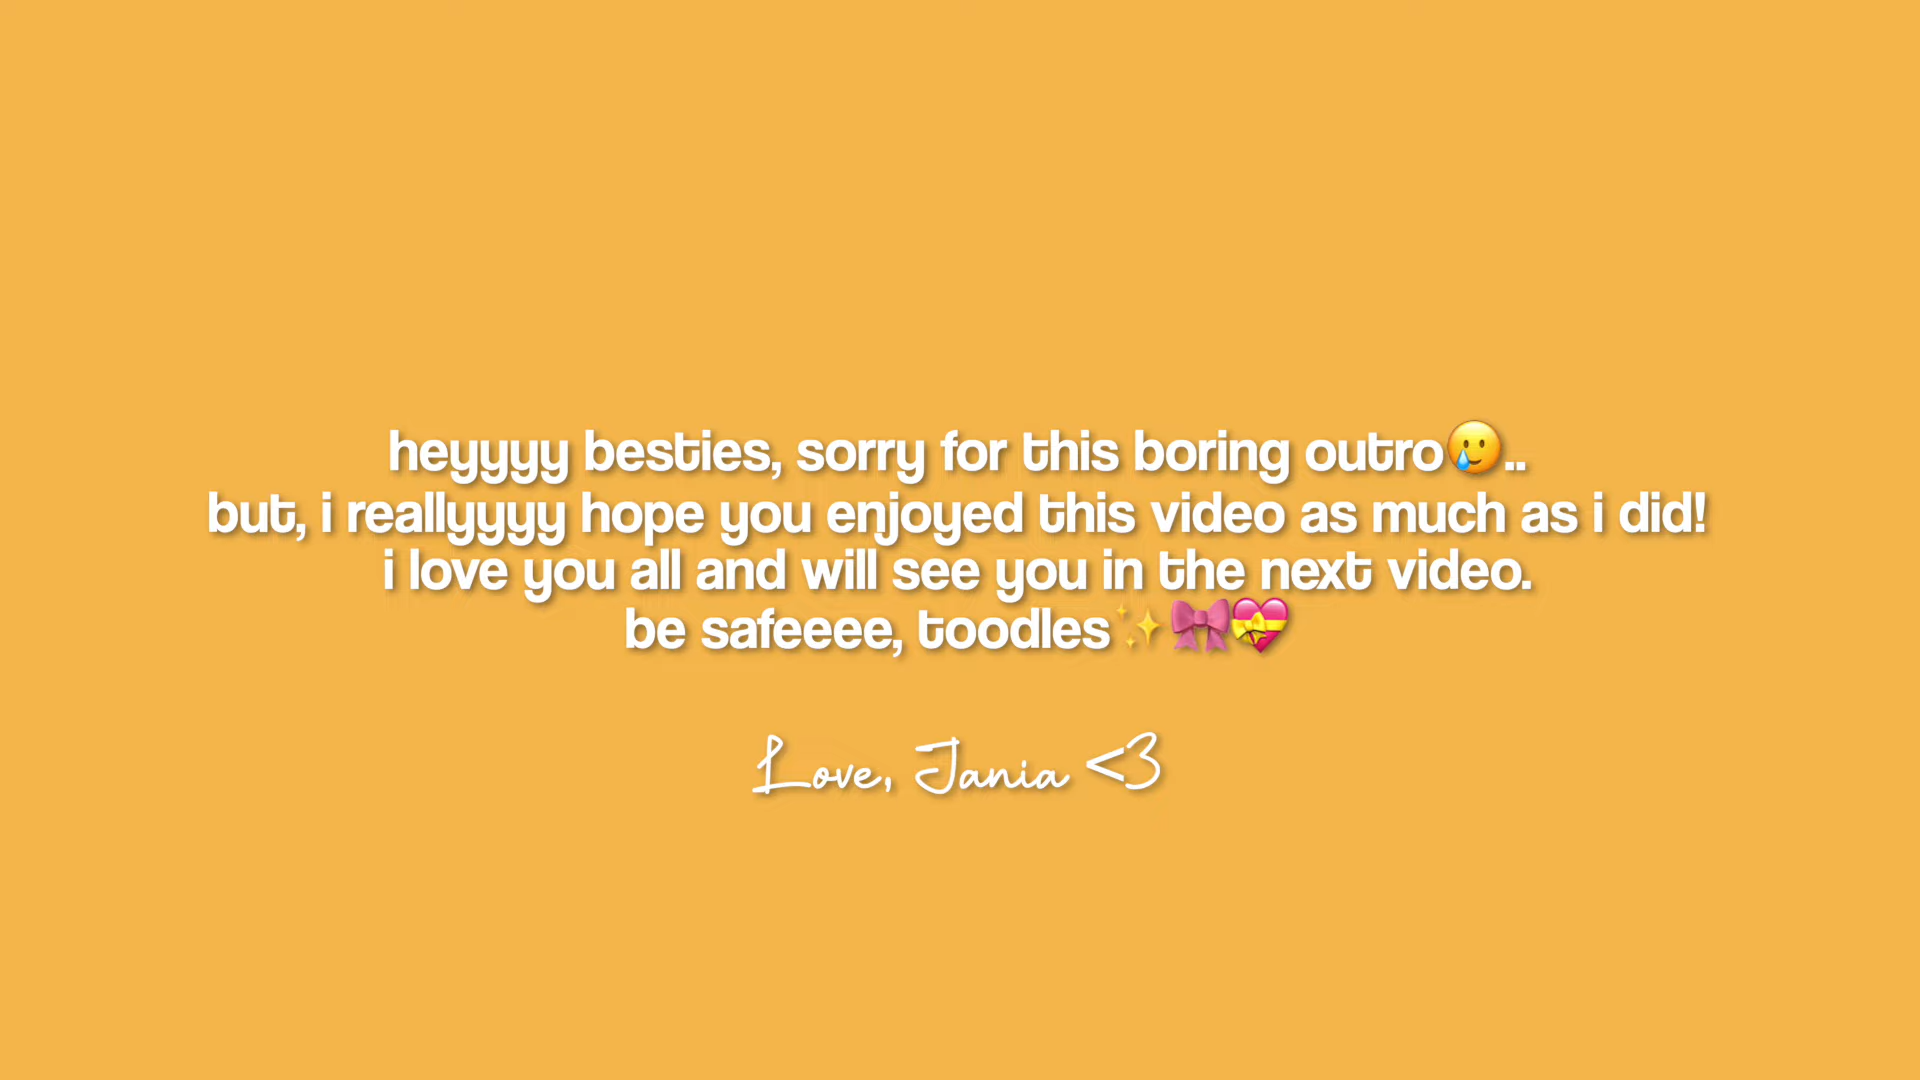 heyyyy besties, sorry for this boring outro🥲..
but, i reallyyyy hope you enjoyed this video as much as i did!
i love you all and will see you in the next video.
be safeeee, toodles✨🎀💝
Love, Jania <3